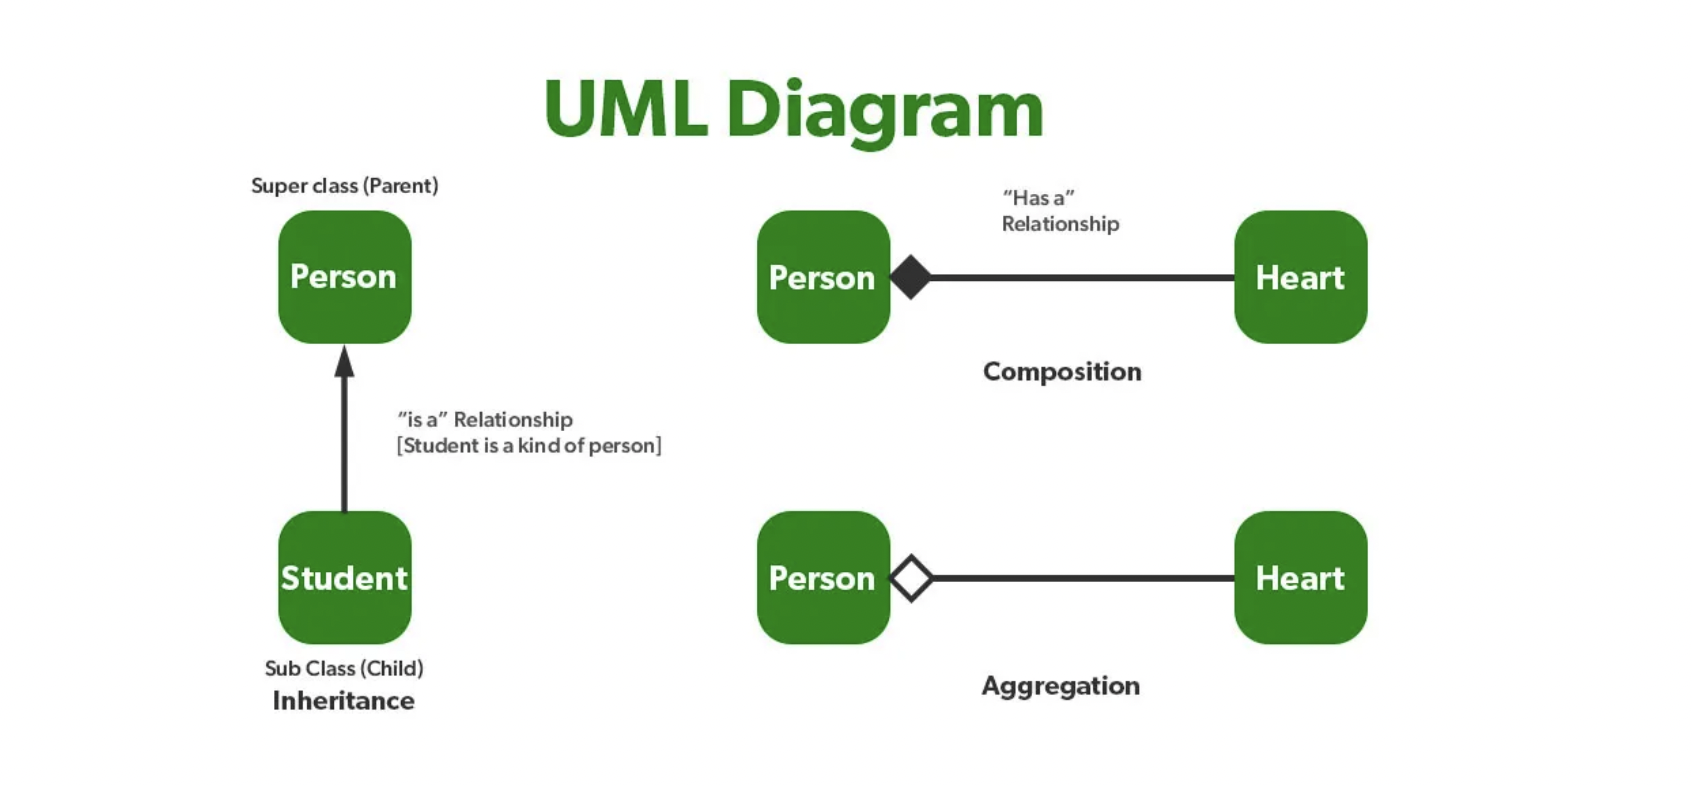 UML Diagram
Super class (Parent)
Person
"is a" Relationship
[Student is a kind of person]
Student
Sub Class (Child)
Inheritance
Person
"Has a"
Relationship
Heart
Composition
Person
Heart
Aggregation